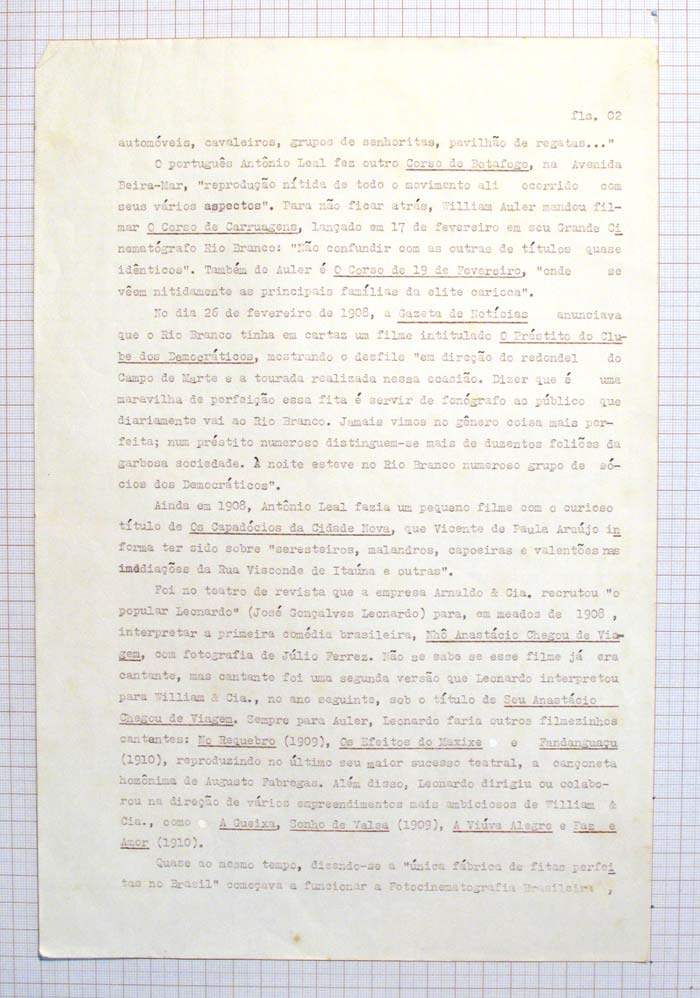 fls. 02
automóveis, cavaleiros, grupos de senhoritas, pavilhão de regatas..."
O português Antônio Leal fez outro Corso de Botafogo, na Avenida
Beira-Mar, "reprodução nítida de todo o movimento ali ocorrido com
seus vários aspectos". Para não ficar atrás, William Auler mandou fil-
mar O Corso de Carruagens, lançado em 17 de fevereiro em seu Grande Ci
nematógrafo Rio Branco: "Não confundir com as outras de títulos quase
idênticos". Também de Auler é O Corso de 19 de Fevereiro, "onde se
vêem nitidamente as principais famílias da elite carioca".
No dia 26 de fevereiro de 1908, a Gazeta de Notícias anunciava
que o Rio Branco tinha em cartaz um filme intitulado O Préstito do Clu-
be dos Democráticos, mostrando o desfile "em direção do redondel do
Campo de Marte e a tourada realizada nessa ocasião. Dizer que é uma
maravilha de perfeição essa fita é servir de fonógrafo ao público que
diariamente vai ao Rio Branco. Jamais vimos no gênero coisa mais per-
feita; num préstito numeroso distinguem-se mais de duzentos foliões da
garbosa sociedade. À noite esteve no Rio Branco numeroso grupo de só-
cios dos Democráticos".
Ainda em 1908, Antônio Leal fazia um pequeno filme com o curioso
título de Os Capadócios da Cidade Nova, que Vicente de Paula Araújo in
forma ter sido sobre "seresteiros, malandros, capoeiras e valentões nas
imediações da Rua Visconde de Itaúna e outras".
Foi no teatro de revista que a empresa Arnaldo & Cia. recrutou "o
popular Leonardo" (José Gonçalves Leonardo) para, em meados de 1908 ,
interpretar a primeira comédia brasileira, Nhô Anastácio Chegou de Via-
gem, com fotografia de Júlio Ferrez. Não se sabe se esse filme já era
cantante, mas cantante foi uma segunda versão que Leonardo interpretou
para William & Cia., no ano seguinte, sob o título de Seu Anastácio
Chegou de Viagem. Sempre para Auler, Leonardo faria outros filmezinhos
cantantes: No Requebro (1909), Os Efeitos do Maxixe e Fandanguaçu
(1910), reproduzindo no último seu maior sucesso teatral, a cançoneta
homônima de Augusto Fabregas. Além disso, Leonardo dirigiu ou colabo-
rou na direção de vários empreendimentos mais ambiciosos de William &
Cia., como A Gueixa, Sonho de Valsa (1909), A Viúva Alegre e Paz e
Amor (1910).
Quase ao mesmo tempo, dizendo-se a "única fábrica de fitas perfei
tas no Brasil" começava a funcionar a Fotocinematografia Brasileira ,